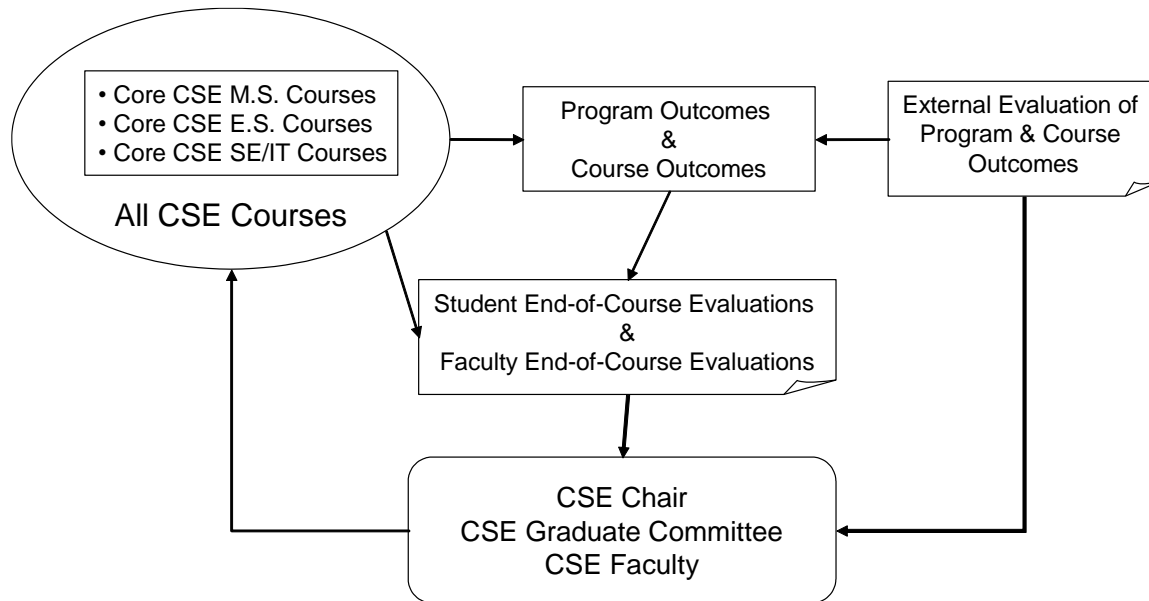 • Core CSE M.S. Courses
• Core CSE E.S. Courses
• Core CSE SE/IT Courses
All CSE Courses
Program Outcomes
&
Course Outcomes
External Evaluation of
Program & Course
Outcomes
Student End-of-Course Evaluations
&
Faculty End-of-Course Evaluations
CSE Chair
CSE Graduate Committee
CSE Faculty